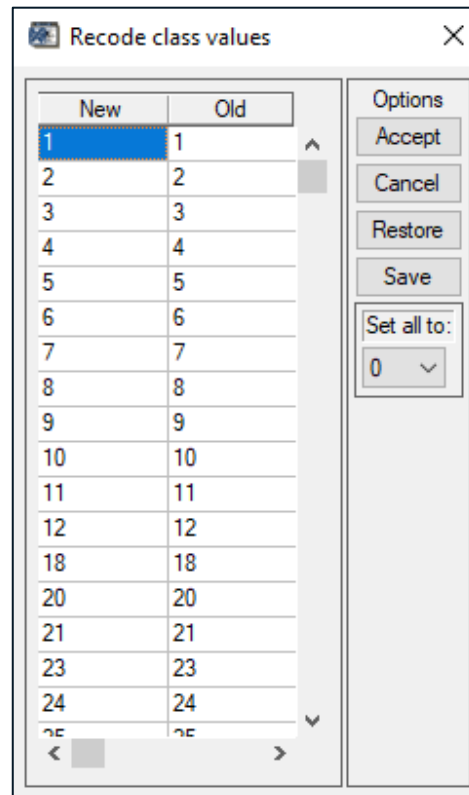 Recode class values
New Old
1 1
2 2
3 3
4 4
5 5
6 6
7 7
8 8
9 9
10 10
11 11
12 12
18 18
20 20
21 21
23 23
24 24
25 25
Options
Accept
Cancel
Restore
Save
Set all to:
0